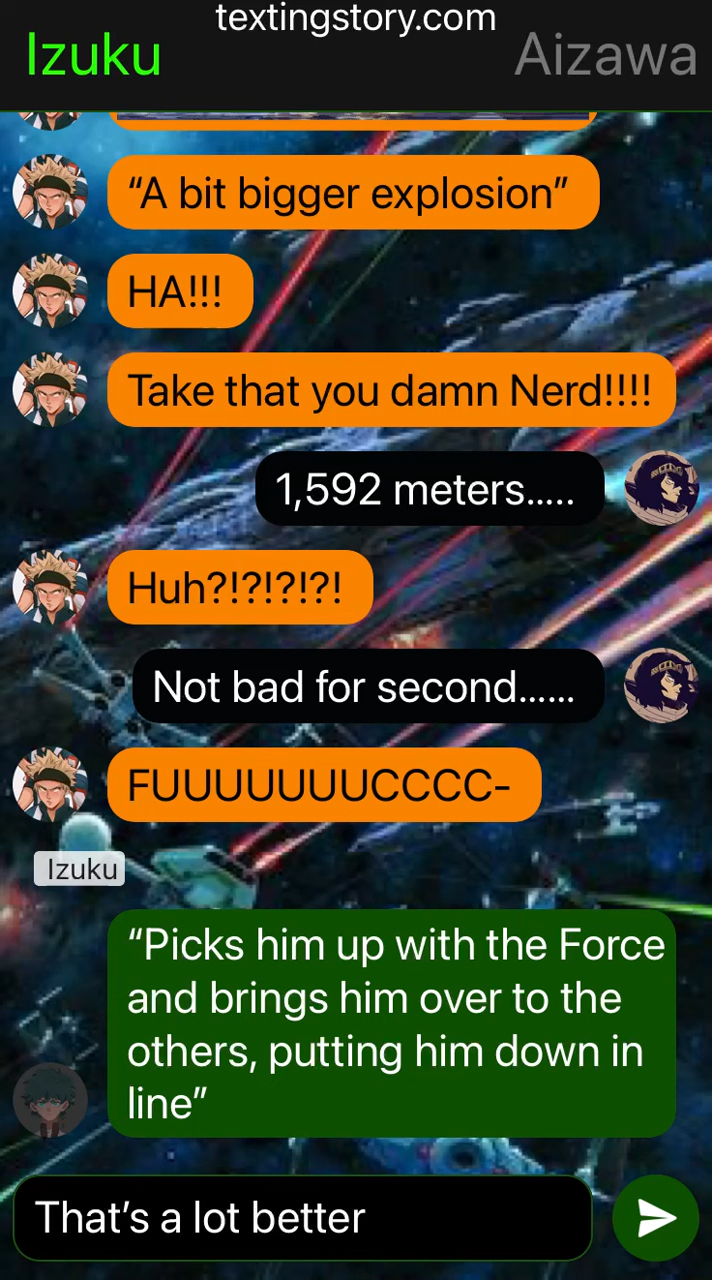 textingstory.com
Izuku
Aizawa
“A bit bigger explosion”
HA!!!
Take that you damn Nerd!!!!
1,592 meters.....
Huh?!?!?!?!
Not bad for second......
FUUUUUUUCCCC-
Izuku
“Picks him up with the Force
and brings him over to the
others, putting him down in
line”
That’s a lot better